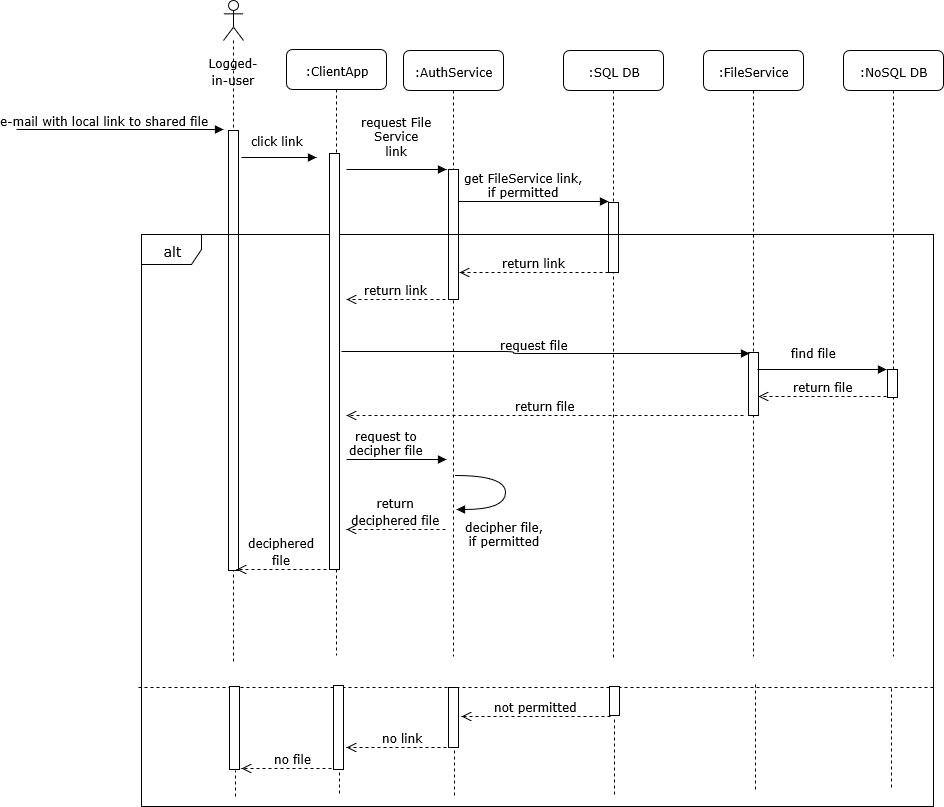 Logged-
in-user
:ClientApp
:AuthService
:SQL DB
:FileService
:NoSQL DB
e-mail with local link to shared file
click link
request File
Service
link
get FileService link,
if permitted
alt
return link
return link
request file
find file
return file
return file
request to
decipher file
return
deciphered file
decipher file,
if permitted
deciphered
file
not permitted
no link
no file